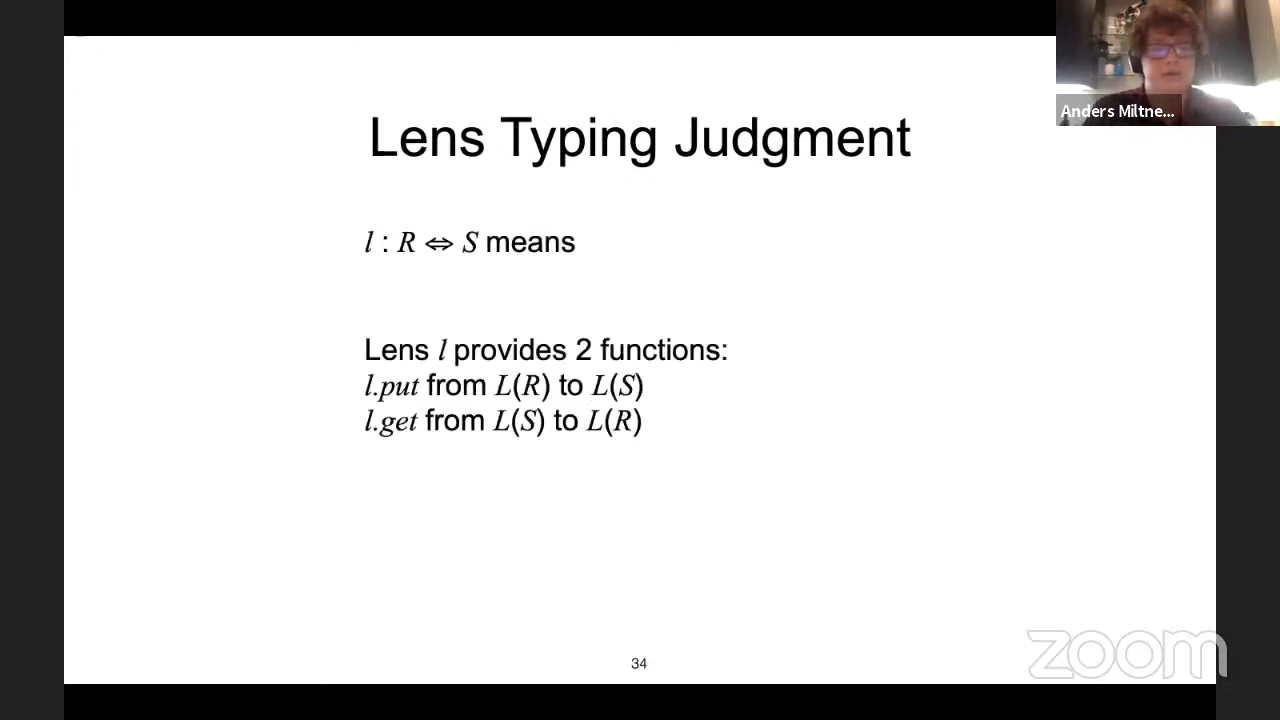 Anders Miltne...
Lens Typing Judgment
l : R ⇔ S means
Lens l provides 2 functions:
l.put from L(R) to L(S)
l.get from L(S) to L(R)
34
zoom